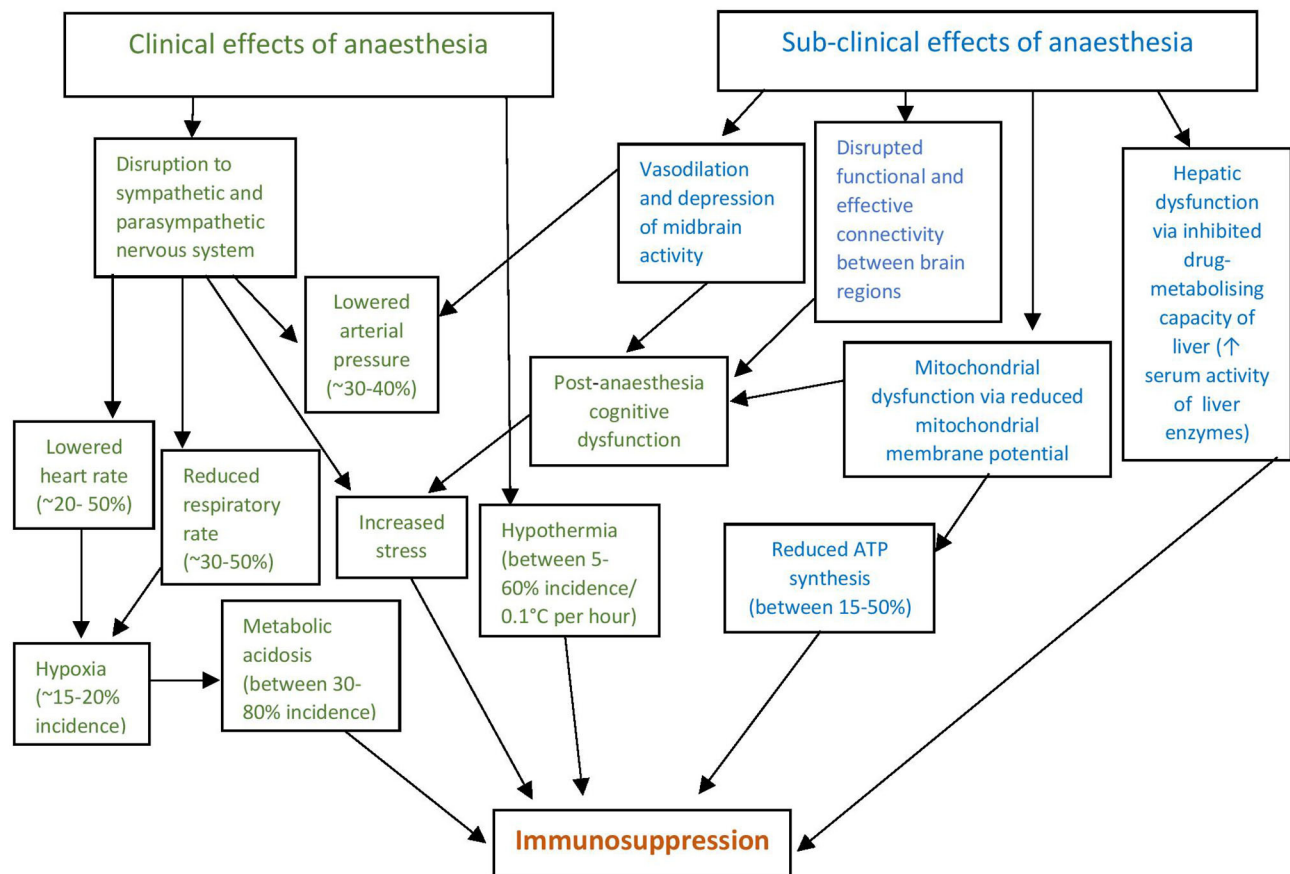 Clinical effects of anaesthesia
Sub-clinical effects of anaesthesia
Disruption to
sympathetic and
parasympathetic
nervous system
Vasodilation
and depression
of midbrain
activity
Disrupted
functional and
effective
connectivity
between brain
regions
Hepatic
dysfunction
via inhibited
drug-
metabolising
capacity of
liver (↑
serum activity
of liver
enzymes)
Lowered
arterial
pressure
(~30-40%)
Post-anaesthesia
cognitive
dysfunction
Mitochondrial
dysfunction via reduced
mitochondrial
membrane potential
Lowered
heart rate
(~20- 50%)
Reduced
respiratory
rate
(~30-50%)
Increased
stress
Hypothermia
(between 5-
60% incidence/
0.1°C per hour)
Reduced ATP
synthesis
(between 15-50%)
Hypoxia
(~15-20%
incidence)
Metabolic
acidosis
(between 30-
80% incidence)
Immunosuppression